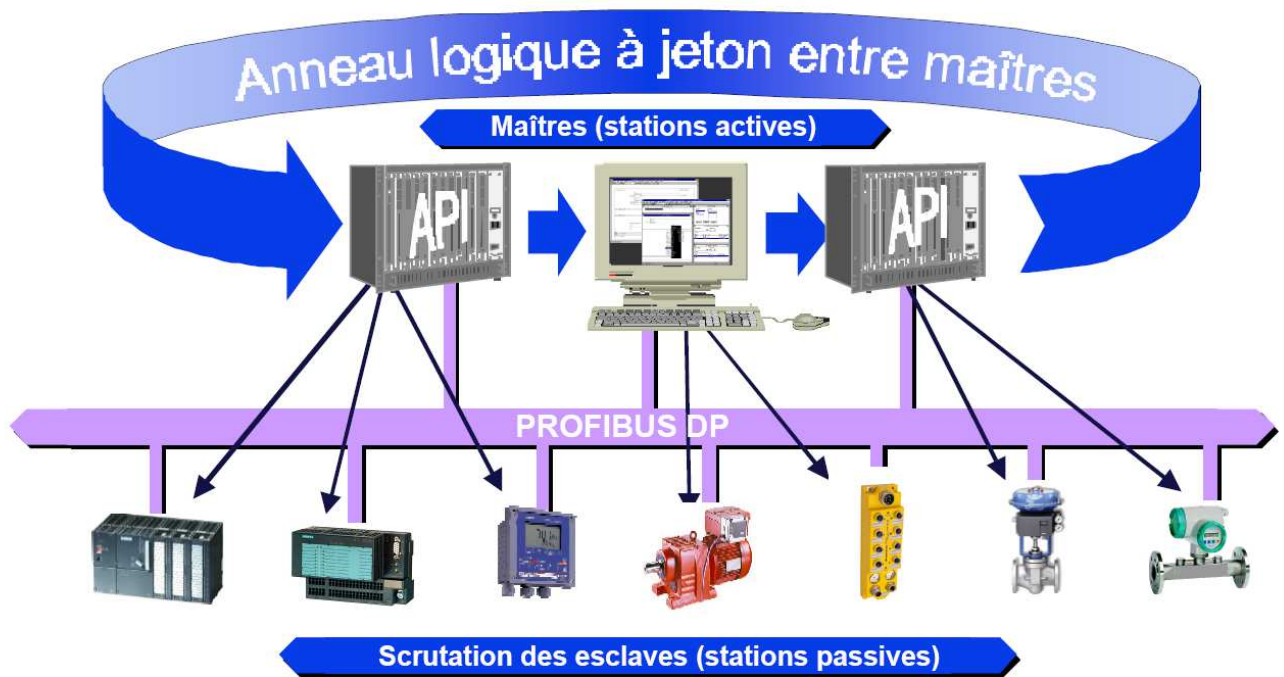 Anneau logique à jeton entre maîtres
Maîtres (stations actives)
API
API
PROFIBUS DP
Scrutation des esclaves (stations passives)